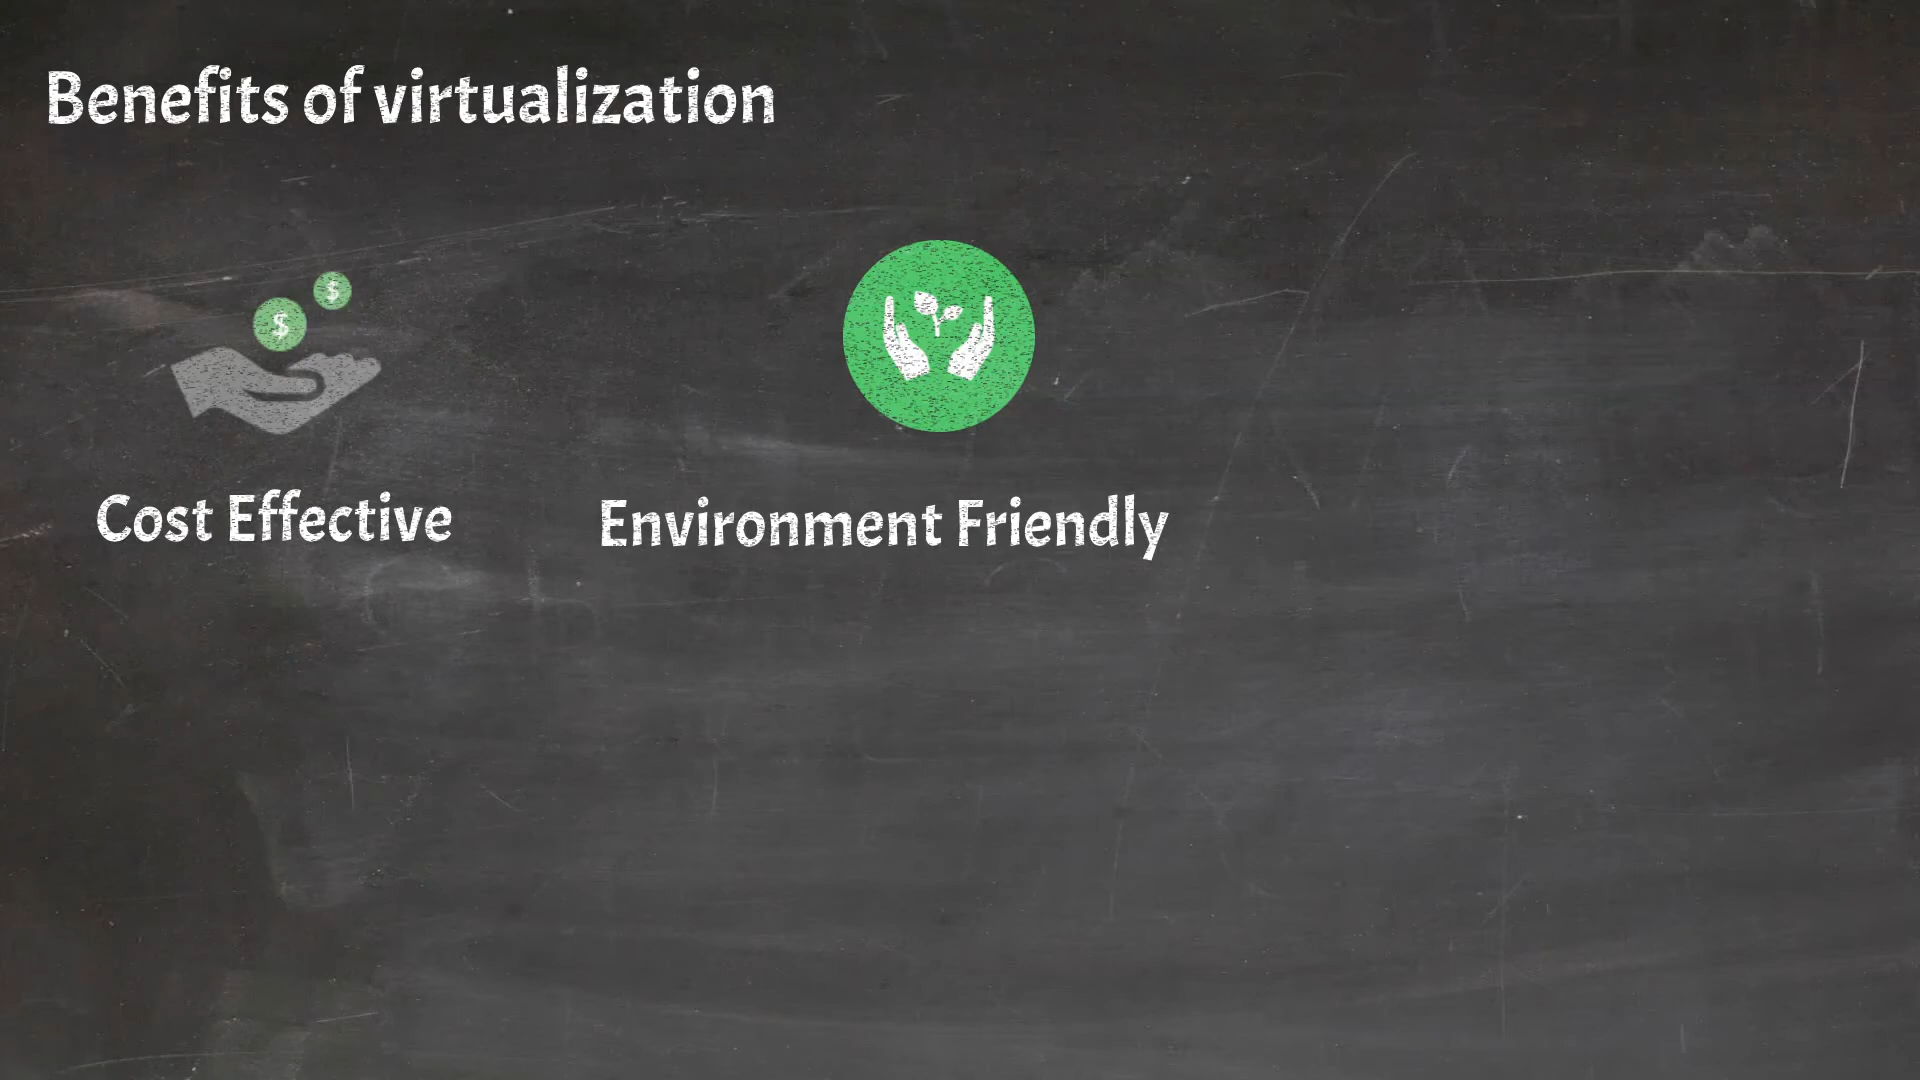 Benefits of virtualization
$
$
Cost Effective
Environment Friendly